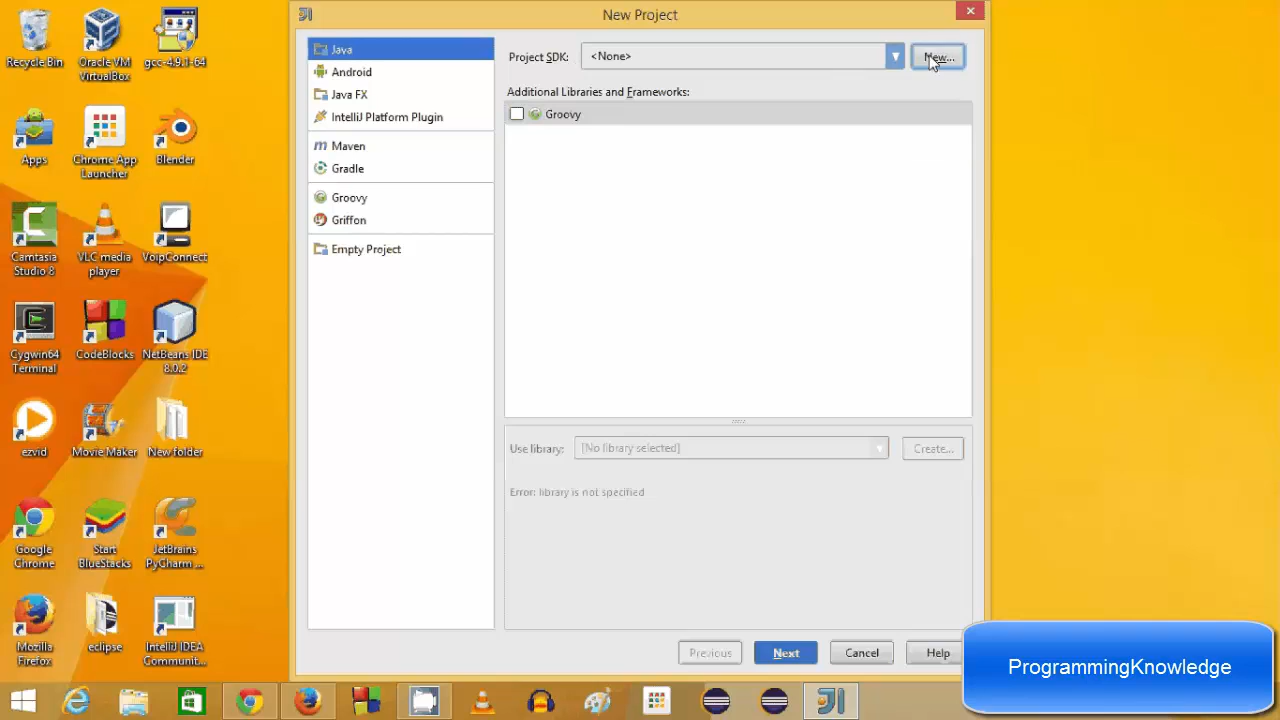 New Project
Java
Android
Java FX
IntelliJ Platform Plugin
Maven
Gradle
Groovy
Griffon
Empty Project
Project SDK:
<None>
New...
Additional Libraries and Frameworks:
Groovy
Use library:
[No library selected]
Create...
Error: library is not specified
Previous
Next
Cancel
Help
Recycle Bin
Oracle VM
VirtualBox
gcc-4.9.1-64
Apps
Chrome App
Launcher
Blender
Camtasia
Studio 8
VLC media
player
VoipConnect
Cygwin64
Terminal
CodeBlocks
NetBeans IDE
8.0.2
ezvid
Movie Maker
New folder
Google
Chrome
Start
BlueStacks
JetBrains
PyCharm ...
Mozilla
Firefox
eclipse
IntelliJ IDEA
Communit...
ProgrammingKnowledge